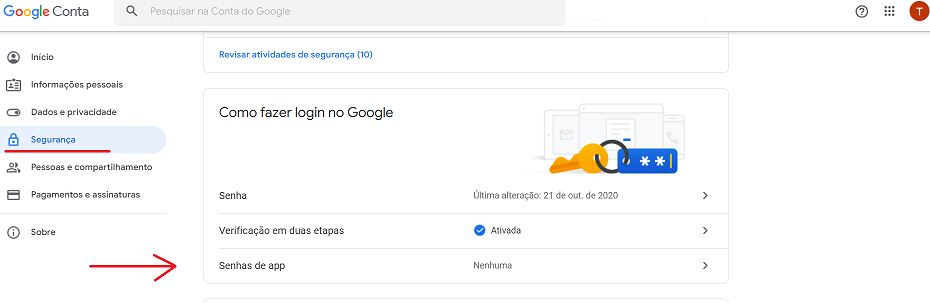 Google Conta
Pesquisar na Conta do Google
T
Revisar atividades de segurança (10)
Início
Informações pessoais
Dados e privacidade
Segurança
Pessoas e compartilhamento
Pagamentos e assinaturas
Sobre
Como fazer login no Google
Senha
Última alteração: 21 de out. de 2020
Verificação em duas etapas
Ativada
Senhas de app
Nenhuma